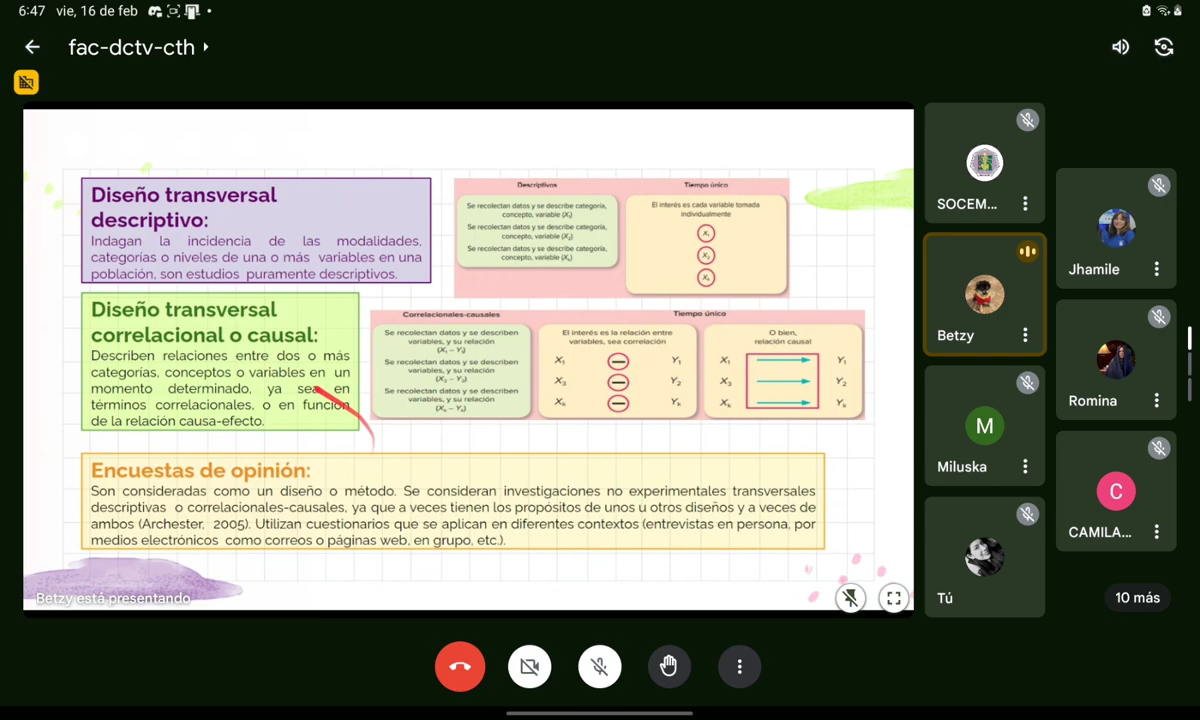 6:47 vie, 16 de feb
fac-dctv-cth
Diseño transversal
descriptivo:
Indagan la incidencia de las modalidades,
categorías o niveles de una o más variables en una
población, son estudios puramente descriptivos.
Descriptivos
Tiempo único
Se recolectan datos y se describe categoría,
concepto, variable (X₁)
Se recolectan datos y se describe categoría,
concepto, variable (X₂)
Se recolectan datos y se describe categoría,
concepto, variable (Xₖ)
El interés es cada variable tomada
individualmente
X₁
X₂
Xₖ
Diseño transversal
correlacional o causal:
Describen relaciones entre dos o más
categorías, conceptos o variables en un
momento determinado, ya sea en
términos correlacionales, o en función
de la relación causa-efecto.
Correlacionales-causales
Tiempo único
Se recolectan datos y se describen
variables, y su relación
(X₁ – Y₁)
Se recolectan datos y se describen
variables, y su relación
(X₂ – Y₂)
Se recolectan datos y se describen
variables, y su relación
(Xₖ – Yₖ)
El interés es la relación entre
variables, sea correlación
X₁ Y₁
X₃ Y₂
Xₖ Yₖ
O bien,
relación causal
X₁ Y₁
X₃ Y₂
Xₖ Yₖ
Encuestas de opinión:
Son consideradas como un diseño o método. Se consideran investigaciones no experimentales transversales
descriptivas o correlacionales-causales, ya que a veces tienen los propósitos de unos u otros diseños y a veces de
ambos (Archester, 2005). Utilizan cuestionarios que se aplican en diferentes contextos (entrevistas en persona, por
medios electrónicos como correos o páginas web, en grupo, etc.).
Betzy está presentando
SOCEM...
Betzy
M
Miluska
Tú
Jhamile
Romina
C
CAMILA...
10 más